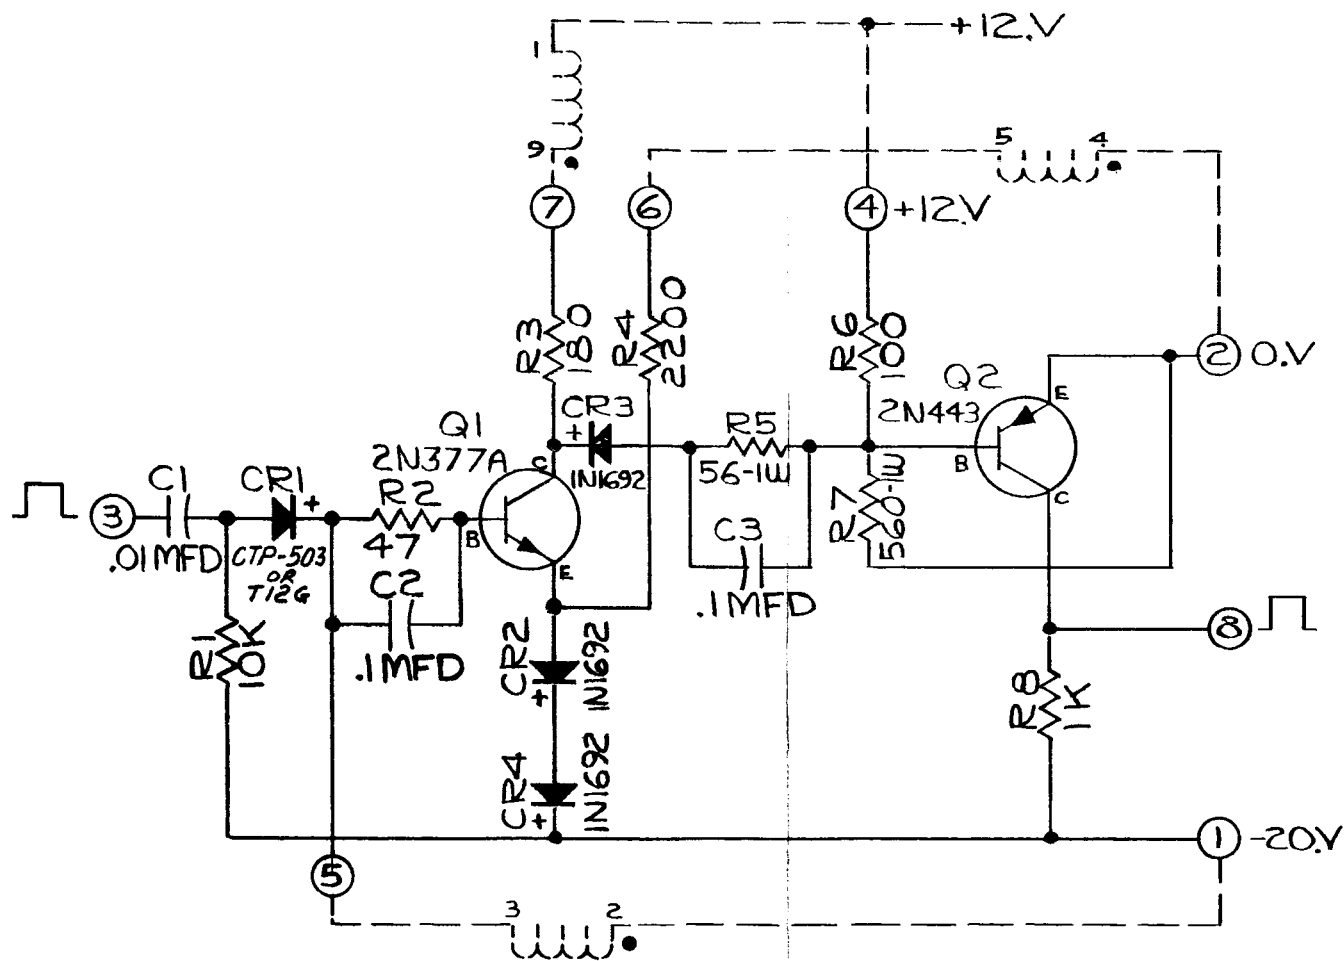 +12.V
1
9
5 4
7
6
4 +12.V
R3
180
R4
2200
R6
100
2 0.V
Q2
2N443
E
B
C
CR3
+
1N1692
R5
56-1W
Q1
2N377A
C
B
E
C1
.01MFD
3
CR1
+
CTP-503
OR
T12G
R2
47
C2
.1MFD
C3
.1MFD
R7
560-1W
R1
10K
CR2
+
1N1692
CR4
+
1N1692
8
R8
1K
1 -20.V
5
3 2